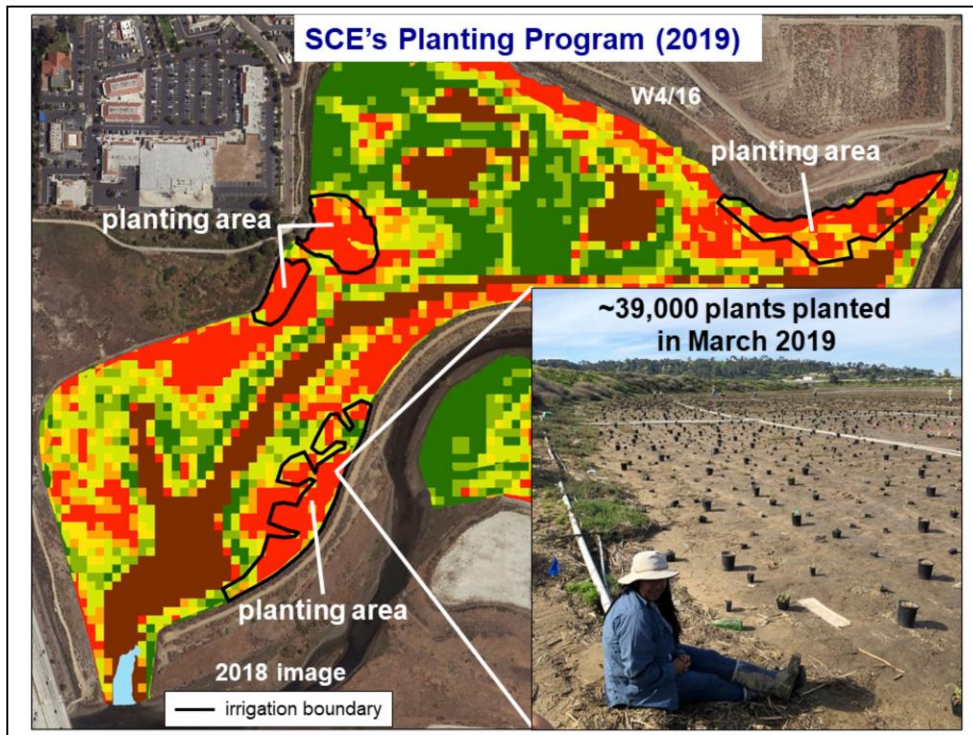 SCE’s Planting Program (2019)
W4/16
planting area
planting area
~39,000 plants planted
in March 2019
planting area
2018 image
irrigation boundary